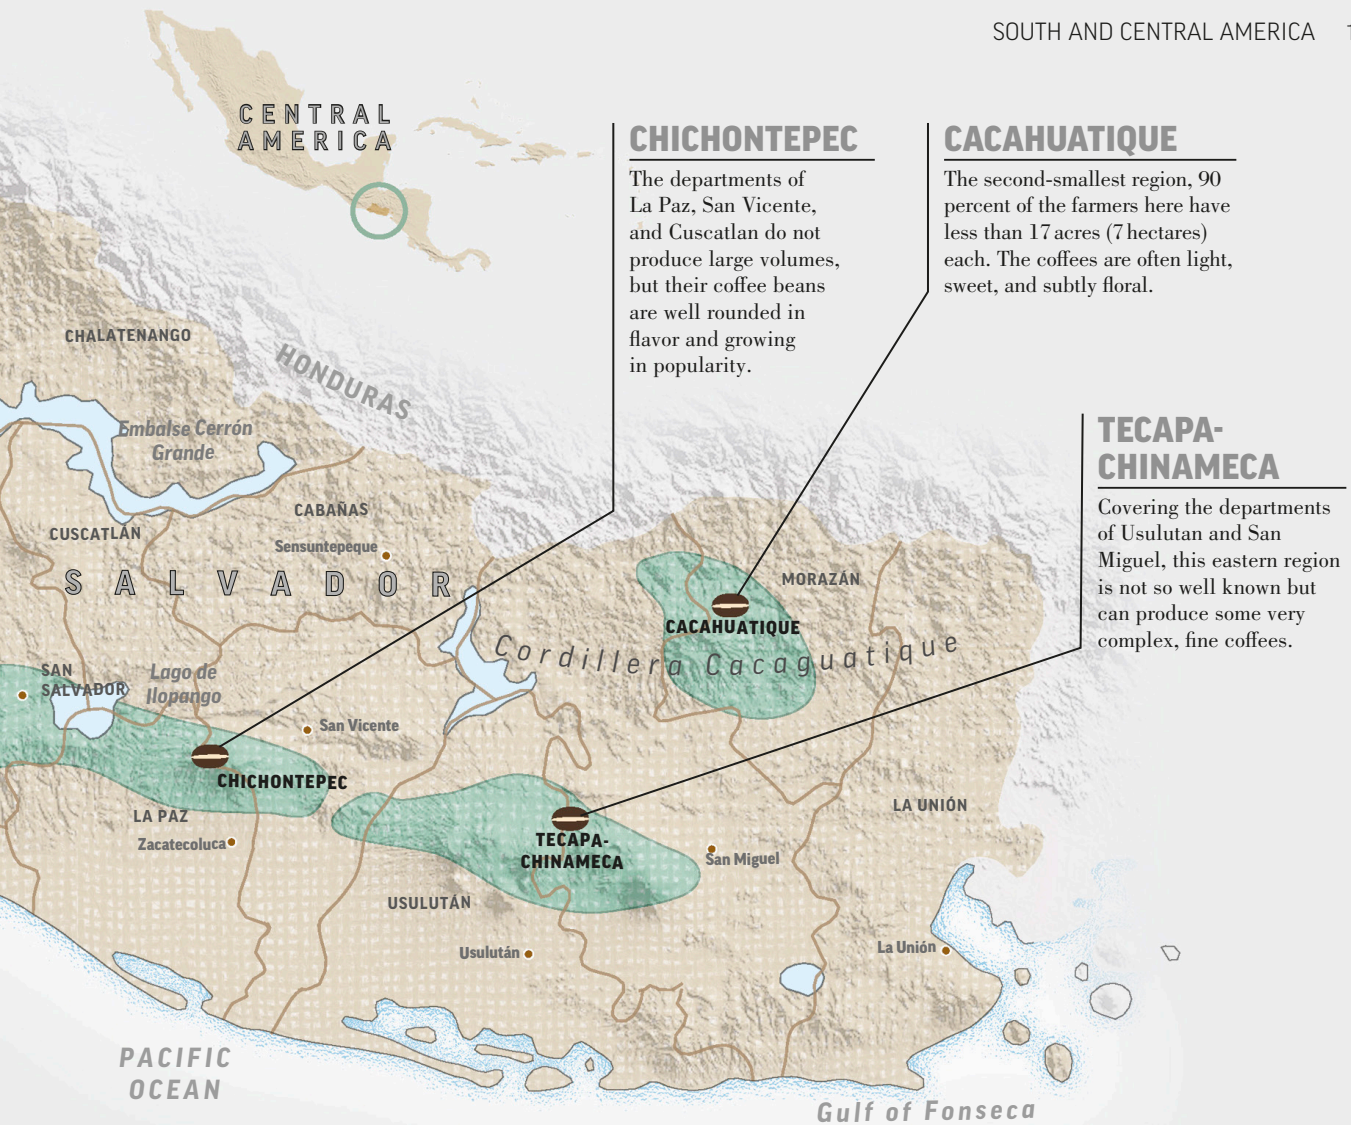 SOUTH AND CENTRAL AMERICA
CENTRAL
AMERICA
CHICHONTEPEC
The departments of
La Paz, San Vicente,
and Cuscatlan do not
produce large volumes,
but their coffee beans
are well rounded in
flavor and growing
in popularity.
CACAHUATIQUE
The second-smallest region, 90
percent of the farmers here have
less than 17 acres (7 hectares)
each. The coffees are often light,
sweet, and subtly floral.
TECAPA-
CHINAMECA
Covering the departments
of Usulutan and San
Miguel, this eastern region
is not so well known but
can produce some very
complex, fine coffees.
CHALATENANGO
HONDURAS
Embalse Cerrón
Grande
CABAÑAS
CUSCATLÁN
Sensuntepeque
SALVADOR
MORAZÁN
CACAHUATIQUE
Cordillera Cacaguatique
SAN
SALVADOR
Lago de
Ilopango
San Vicente
CHICHONTEPEC
LA PAZ
Zacatecoluca
TECAPA-
CHINAMECA
San Miguel
LA UNIÓN
USULUTÁN
Usulután
La Unión
PACIFIC
OCEAN
Gulf of Fonseca